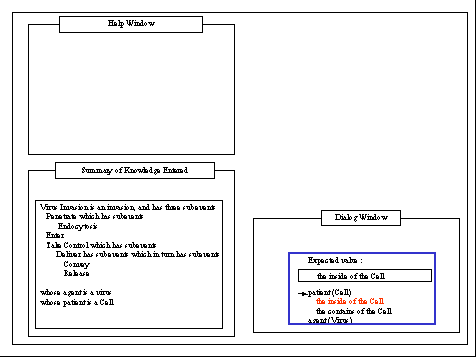 Help Window
Summary of Knowledge Entered
Virus Invasion is an invasion, and has three subevents
Penetrate which has subevents
Endocytosis
Enter
Take Control which has subevents
Deliver has subevents which in turn has subevents
Convey
Release
whose agent is a virus
whose patient is a Cell
Dialog Window
Expected value :
the inside of the Cell
patient(Cell)
the inside of the Cell
the contains of the Cell
agent(Virus)